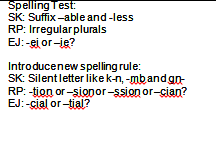 Spelling Test:
SK: Suffix –able and -less
RP: Irregular plurals
EJ: -ei or –ie?
Introduce new spelling rule:
SK: Silent letter like k-n, -mb and gn-
RP: -tion or –sion or –ssion or –cian?
EJ: -cial or –tial?